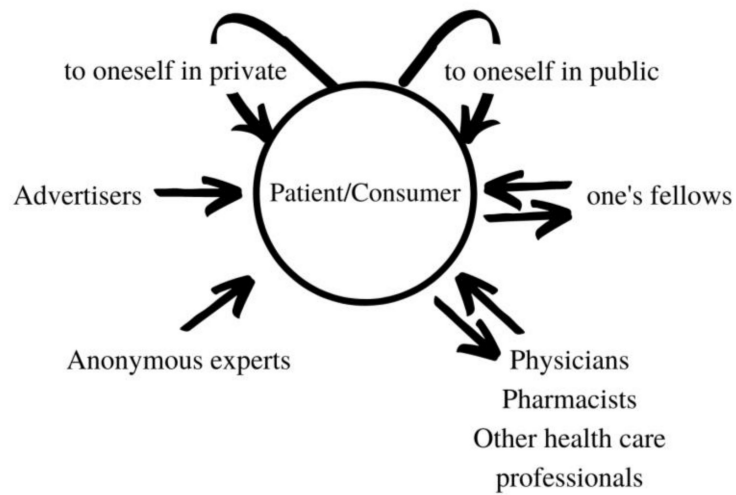 to oneself in private
to oneself in public
Advertisers
Patient/Consumer
one's fellows
Anonymous experts
Physicians
Pharmacists
Other health care
professionals